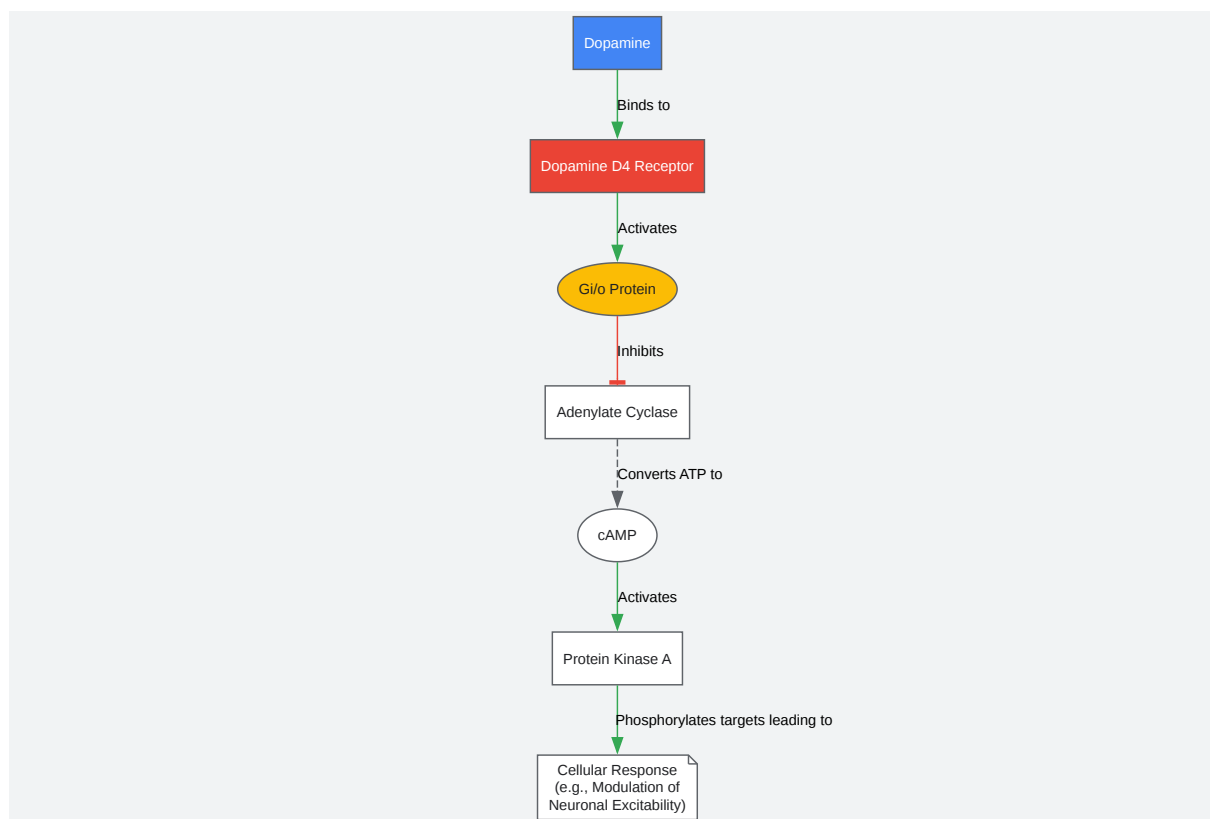 Dopamine
Binds to
Dopamine D4 Receptor
Activates
Gi/o Protein
Inhibits
Adenylate Cyclase
Converts ATP to
cAMP
Activates
Protein Kinase A
Phosphorylates targets leading to
Cellular Response
(e.g., Modulation of
Neuronal Excitability)